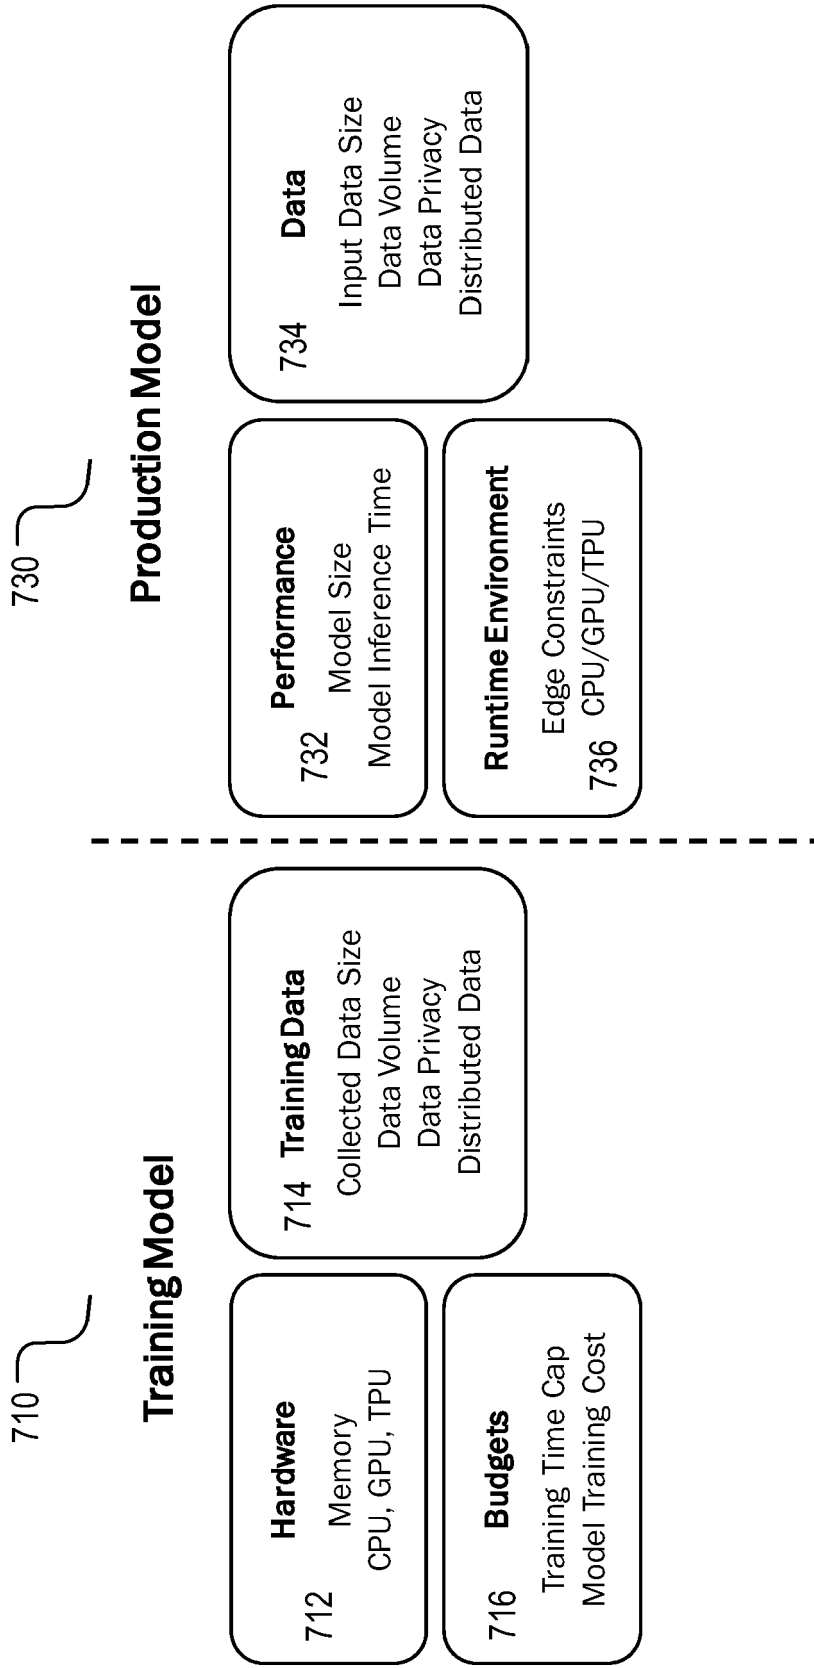 710
Training Model
712
Hardware
Memory
CPU, GPU, TPU
714 Training Data
Collected Data Size
Data Volume
Data Privacy
Distributed Data
716
Budgets
Training Time Cap
Model Training Cost
730
Production Model
732
Performance
Model Size
Model Inference Time
734
Data
Input Data Size
Data Volume
Data Privacy
Distributed Data
Runtime Environment
Edge Constraints
736
CPU/GPU/TPU